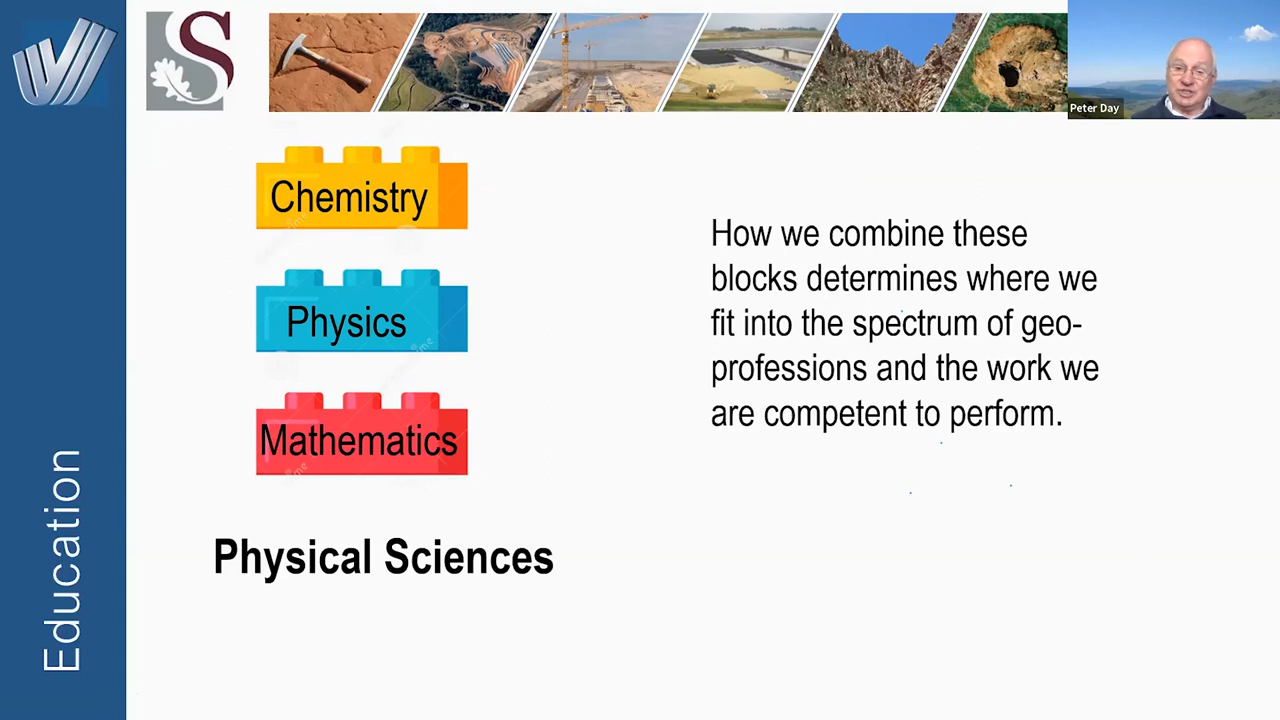 Peter Day
Chemistry
Physics
Mathematics
Physical Sciences
How we combine these
blocks determines where we
fit into the spectrum of geo-
professions and the work we
are competent to perform.
Education